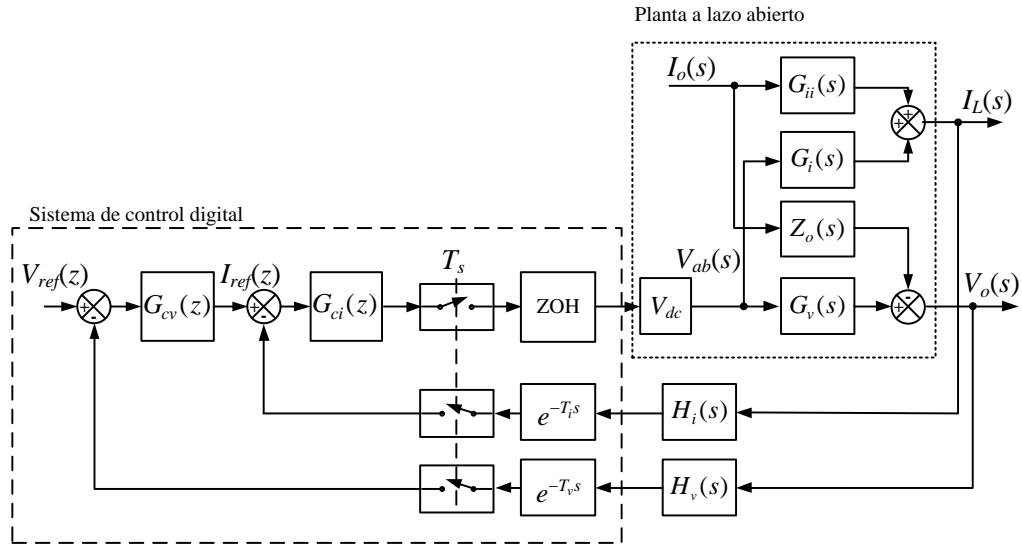 Planta a lazo abierto
I_o(s)
G_ii(s)
+
+
I_L(s)
G_i(s)
Sistema de control digital
Z_o(s)
V_ref(z)
I_ref(z)
T_s
V_ab(s)
V_o(s)
+
-
G_cv(z)
+
-
G_ci(z)
ZOH
V_dc
G_v(s)
+
-
e^{-T_i s}
H_i(s)
e^{-T_v s}
H_v(s)